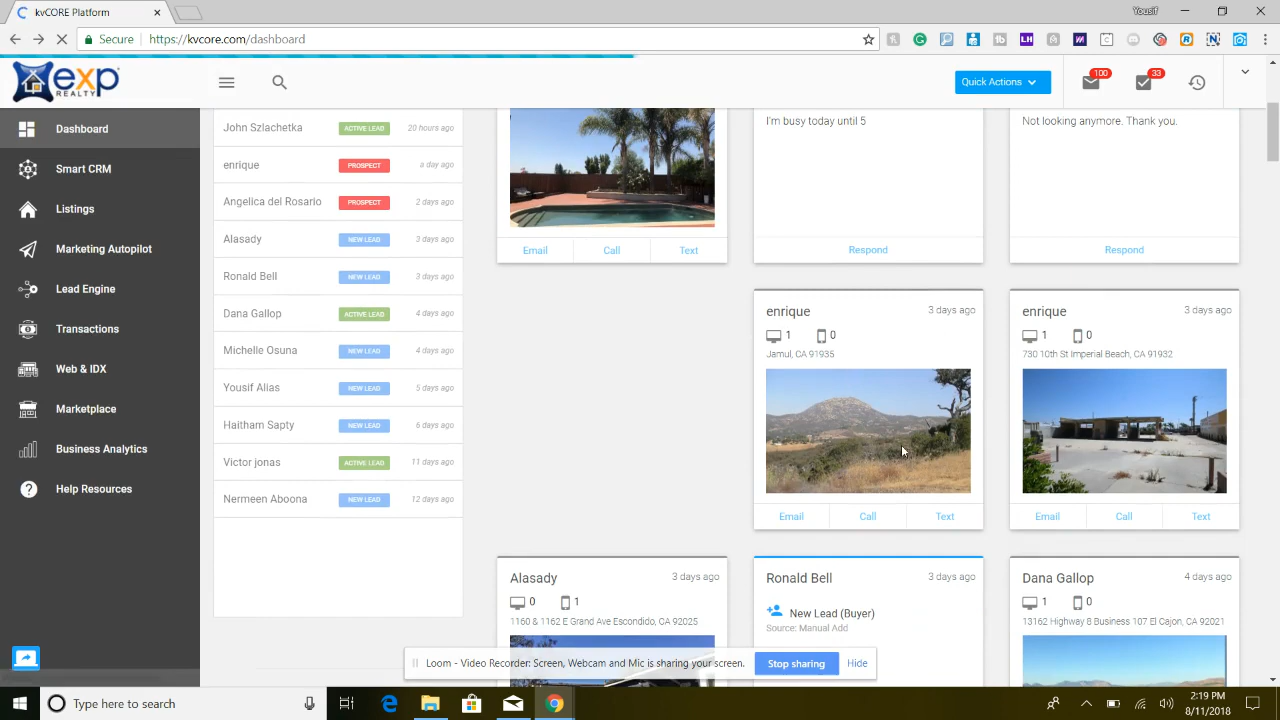 kvCORE
Yousif
Secure
https://kvcore.com/dashboard
exp
REALTY
Quick Actions
100
33
Dashboard
Smart CRM
Listings
Marketing Autopilot
Lead Engine
Transactions
Web & IDX
Marketplace
Business Analytics
Help Resources
John Szlachetka ACTIVE LEAD 20 hours ago
enrique PROSPECT a day ago
Angelica del Rosario PROSPECT 2 days ago
Alasady NEW LEAD 3 days ago
Ronald Bell NEW LEAD 3 days ago
Dana Gallop ACTIVE LEAD 4 days ago
Michelle Osuna NEW LEAD 4 days ago
Yousif Alias NEW LEAD 5 days ago
Haitham Sapty NEW LEAD 6 days ago
Victor jonas ACTIVE LEAD 11 days ago
Nermeen Aboona NEW LEAD 12 days ago
Email Call Text
I'm busy today until 5
Respond
Not looking anymore. Thank you.
Respond
enrique 3 days ago
1 0
Jamul, CA 91935
Email Call Text
enrique 3 days ago
1 0
730 10th St Imperial Beach, CA 91932
Email Call Text
Alasady 3 days ago
0 1
1160 & 1162 E Grand Ave Escondido, CA 92025
Ronald Bell 3 days ago
New Lead (Buyer)
Source: Manual Add
Dana Gallop 4 days ago
1 0
13162 Highway 8 Business 107 El Cajon, CA 92021
Loom - Video Recorder: Screen, Webcam and Mic is sharing your screen.
Stop sharing
Hide
Type here to search
2:19 PM
8/11/2018